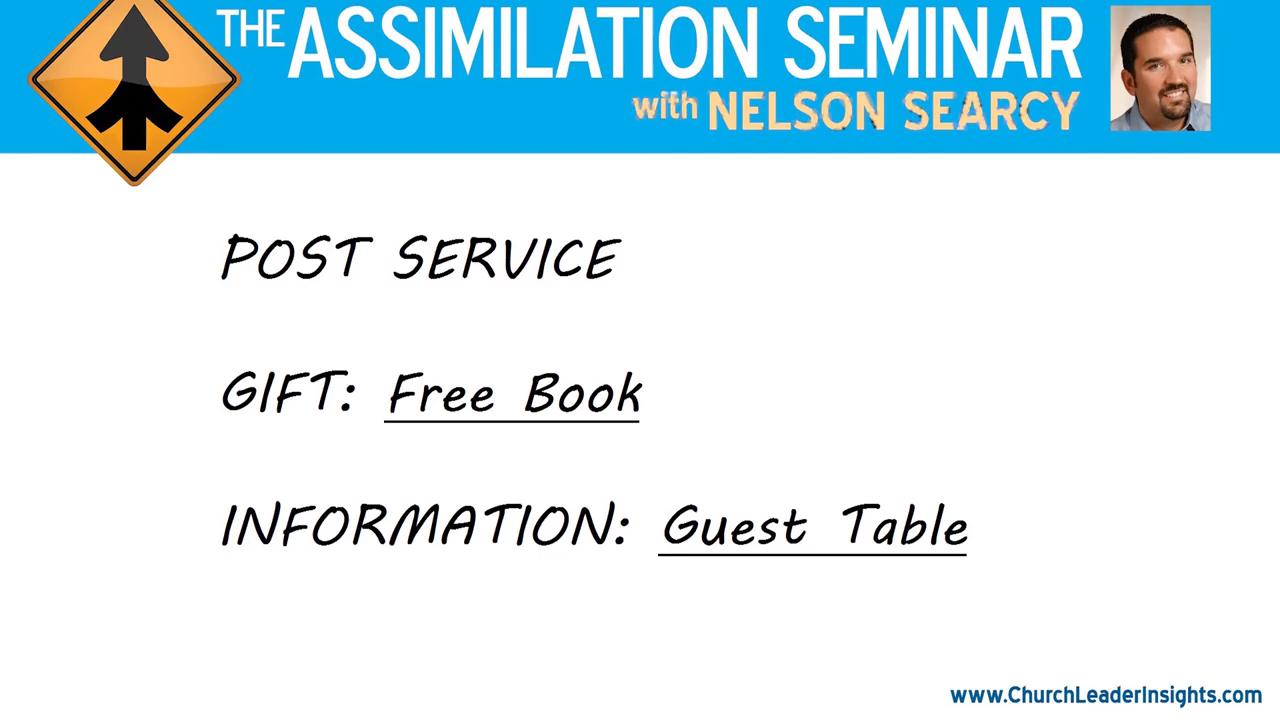 THE ASSIMILATION SEMINAR
with NELSON SEARCY
POST SERVICE
GIFT: Free Book
INFORMATION: Guest Table
www.ChurchLeaderInsights.com